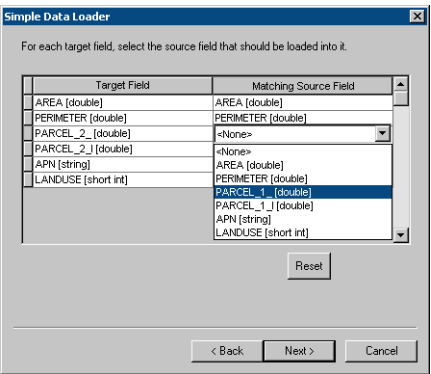 Simple Data Loader
For each target field, select the source field that should be loaded into it.
Target Field Matching Source Field
AREA [double] AREA [double]
PERIMETER [double] PERIMETER [double]
PARCEL_2_ [double] <None>
PARCEL_2_I [double] <None>
APN [string] AREA [double]
LANDUSE [short int] PERIMETER [double]
PARCEL_1_ [double]
PARCEL_1_I [double]
APN [string]
LANDUSE [short int]
Reset
< Back Next > Cancel